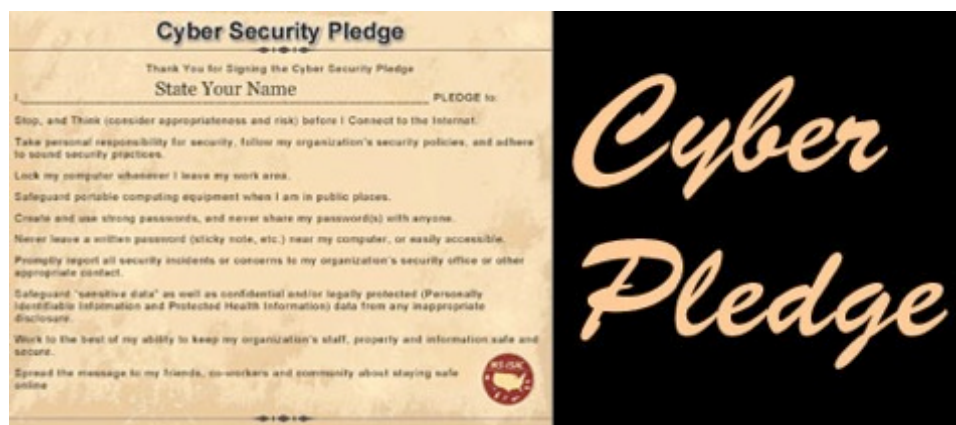 Cyber Security Pledge
Thank You for Signing the Cyber Security Pledge
I, State Your Name PLEDGE to:
Stop, and Think (consider appropriateness and risk) before I Connect to the Internet.
Take personal responsibility for security, follow my organization's security policies, and adhere
to sound security practices.
Lock my computer whenever I leave my work area.
Safeguard portable computing equipment when I am in public places.
Create and use strong passwords, and never share my password(s) with anyone.
Never leave a written password (sticky note, etc.) near my computer, or easily accessible.
Promptly report all security incidents or concerns to my organization's security office or other
appropriate contact.
Safeguard "sensitive data" as well as confidential and/or legally protected (Personally
Identifiable Information and Protected Health Information) data from any inappropriate
disclosure.
Work to the best of my ability to keep my organization's staff, property and information safe and
secure.
Spread the message to my friends, co-workers and community about staying safe
online
MS-ISAC
Cyber
Pledge